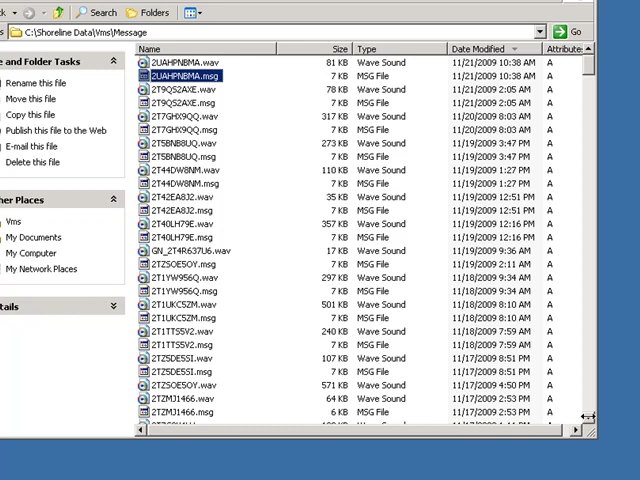 Search Folders
C:\Shoreline Data\Vms\Message Go
e and Folder Tasks
Rename this file
Move this file
Copy this file
Publish this file to the Web
E-mail this file
Delete this file
her Places
Vms
My Documents
My Computer
My Network Places
etails
Name Size Type Date Modified Attributes
2UAHPNBMA.wav 81 KB Wave Sound 11/21/2009 10:38 AM A
2UAHPNBMA.msg 7 KB MSG File 11/21/2009 10:38 AM A
2T9QS2AXE.wav 78 KB Wave Sound 11/21/2009 2:05 AM A
2T9QS2AXE.msg 7 KB MSG File 11/21/2009 2:05 AM A
2T7GHX9QQ.wav 317 KB Wave Sound 11/20/2009 8:03 AM A
2T7GHX9QQ.msg 7 KB MSG File 11/20/2009 8:03 AM A
2T5BNB8UQ.wav 273 KB Wave Sound 11/19/2009 3:47 PM A
2T5BNB8UQ.msg 7 KB MSG File 11/19/2009 3:47 PM A
2T44DW8NM.wav 110 KB Wave Sound 11/19/2009 1:27 PM A
2T44DW8NM.msg 7 KB MSG File 11/19/2009 1:27 PM A
2T42EA8J2.wav 35 KB Wave Sound 11/19/2009 12:51 PM A
2T42EA8J2.msg 7 KB MSG File 11/19/2009 12:51 PM A
2T40LH79E.wav 357 KB Wave Sound 11/19/2009 12:16 PM A
2T40LH79E.msg 7 KB MSG File 11/19/2009 12:16 PM A
GN_2T4R637U6.wav 17 KB Wave Sound 11/19/2009 9:36 AM A
2TZSOE5OY.msg 7 KB MSG File 11/19/2009 2:11 AM A
2T1YW956Q.wav 297 KB Wave Sound 11/18/2009 9:34 AM A
2T1YW956Q.msg 7 KB MSG File 11/18/2009 9:34 AM A
2T1UKC5ZM.wav 501 KB Wave Sound 11/18/2009 8:10 AM A
2T1UKC5ZM.msg 7 KB MSG File 11/18/2009 8:10 AM A
2T1TTS5V2.wav 240 KB Wave Sound 11/18/2009 7:59 AM A
2T1TTS5V2.msg 7 KB MSG File 11/18/2009 7:59 AM A
2TZSDE5SI.wav 107 KB Wave Sound 11/17/2009 8:51 PM A
2TZSDE5SI.msg 7 KB MSG File 11/17/2009 8:51 PM A
2TZSOE5OY.wav 571 KB Wave Sound 11/17/2009 4:50 PM A
2TZMJ1466.wav 64 KB Wave Sound 11/17/2009 2:53 PM A
2TZMJ1466.msg 6 KB MSG File 11/17/2009 2:53 PM A